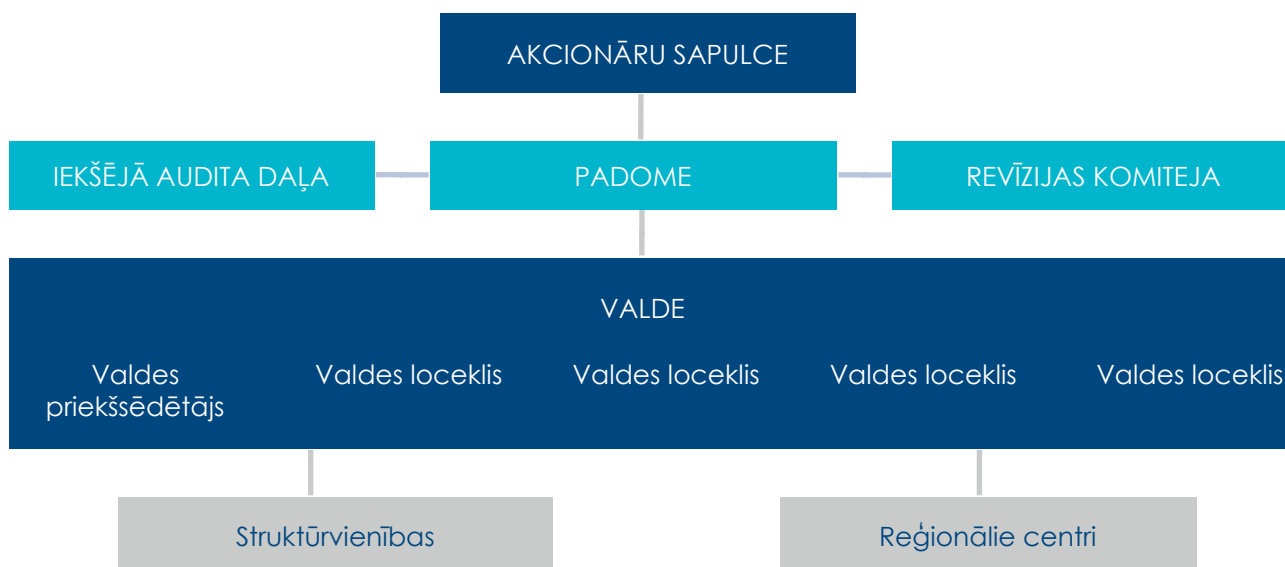 AKCIONĀRU SAPULCE
IEKŠĒJĀ AUDITA DAĻA
PADOME
REVĪZIJAS KOMITEJA
VALDE
Valdes
priekšsēdētājs
Valdes loceklis
Valdes loceklis
Valdes loceklis
Valdes loceklis
Struktūrvienības
Reģionālie centri